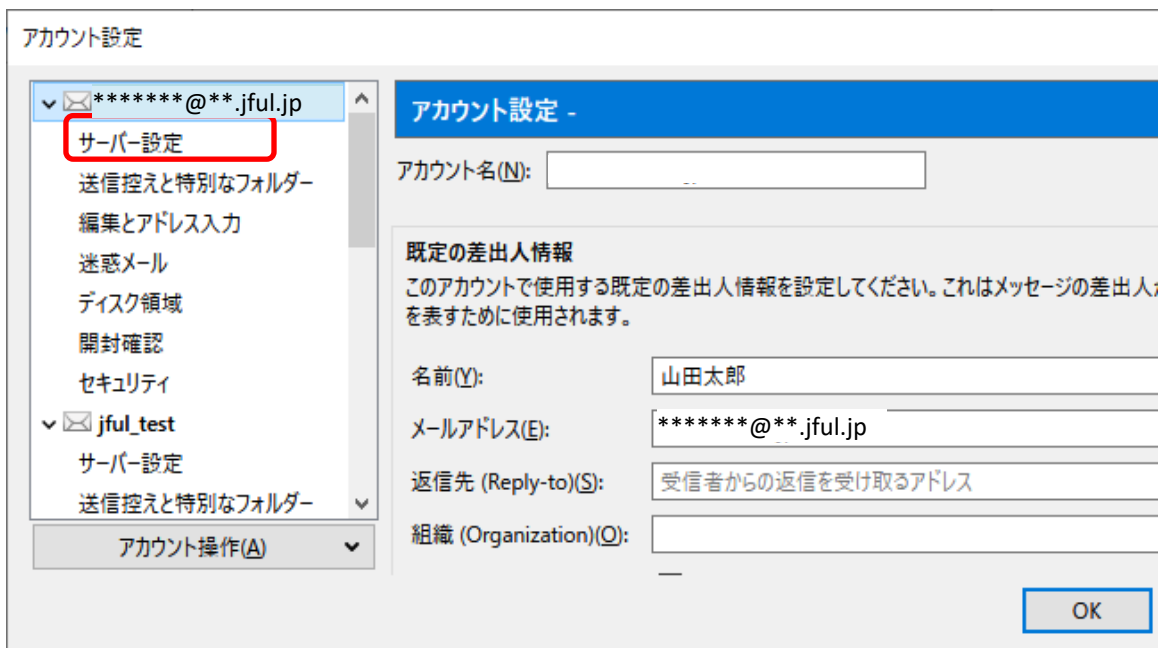 アカウント設定
*******@**.jful.jp
サーバー設定
送信控えと特別なフォルダー
編集とアドレス入力
迷惑メール
ディスク領域
開封確認
セキュリティ
jful_test
サーバー設定
送信控えと特別なフォルダー
アカウント操作(A)
アカウント設定 -
アカウント名(N):
既定の差出人情報
このアカウントで使用する既定の差出人情報を設定してください。これはメッセージの差出人が
を表すために使用されます。
名前(Y):
山田太郎
メールアドレス(E):
*******@**.jful.jp
返信先 (Reply-to)(S):
受信者からの返信を受け取るアドレス
組織 (Organization)(O):
OK